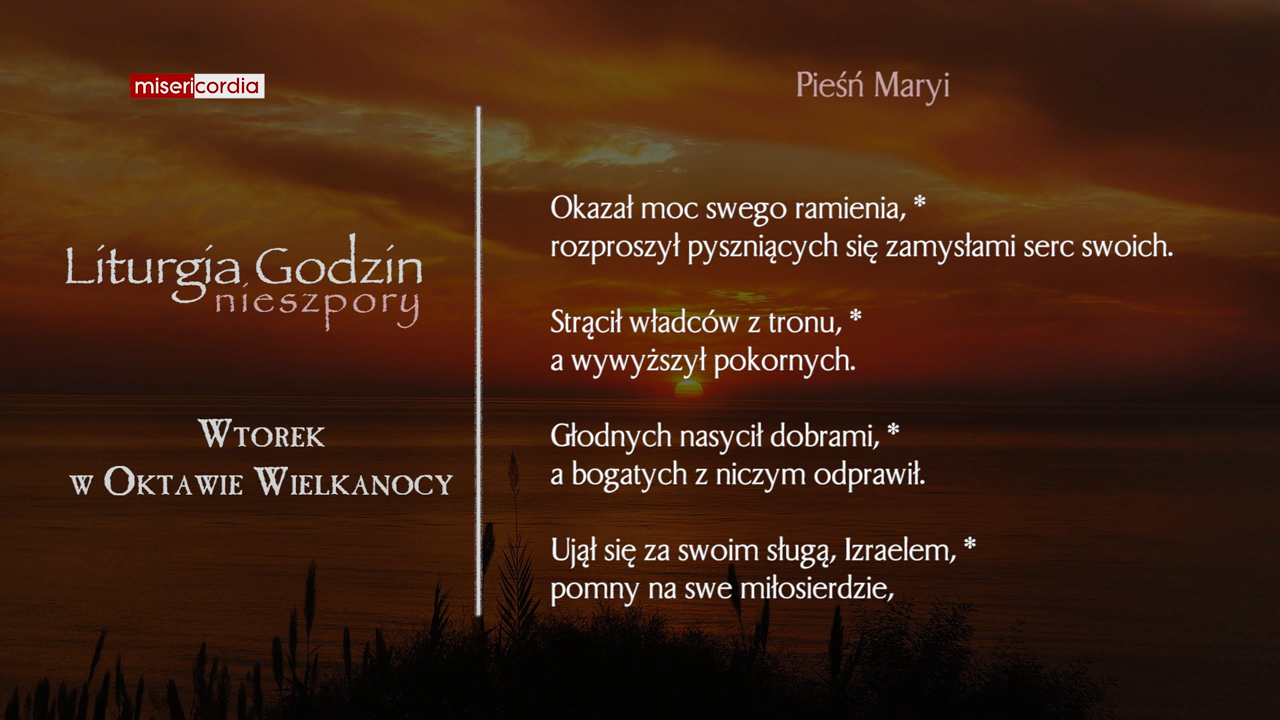 misericordia
Liturgia Godzin
nieszpory
Wtorek
w Oktawie Wielkanocy
Pieśń Maryi
Okazał moc swego ramienia, *
rozproszył pyszniących się zamysłami serc swoich.
Strącił władców z tronu, *
a wywyższył pokornych.
Głodnych nasycił dobrami, *
a bogatych z niczym odprawił.
Ujął się za swoim sługą, Izraelem, *
pomny na swe miłosierdzie,